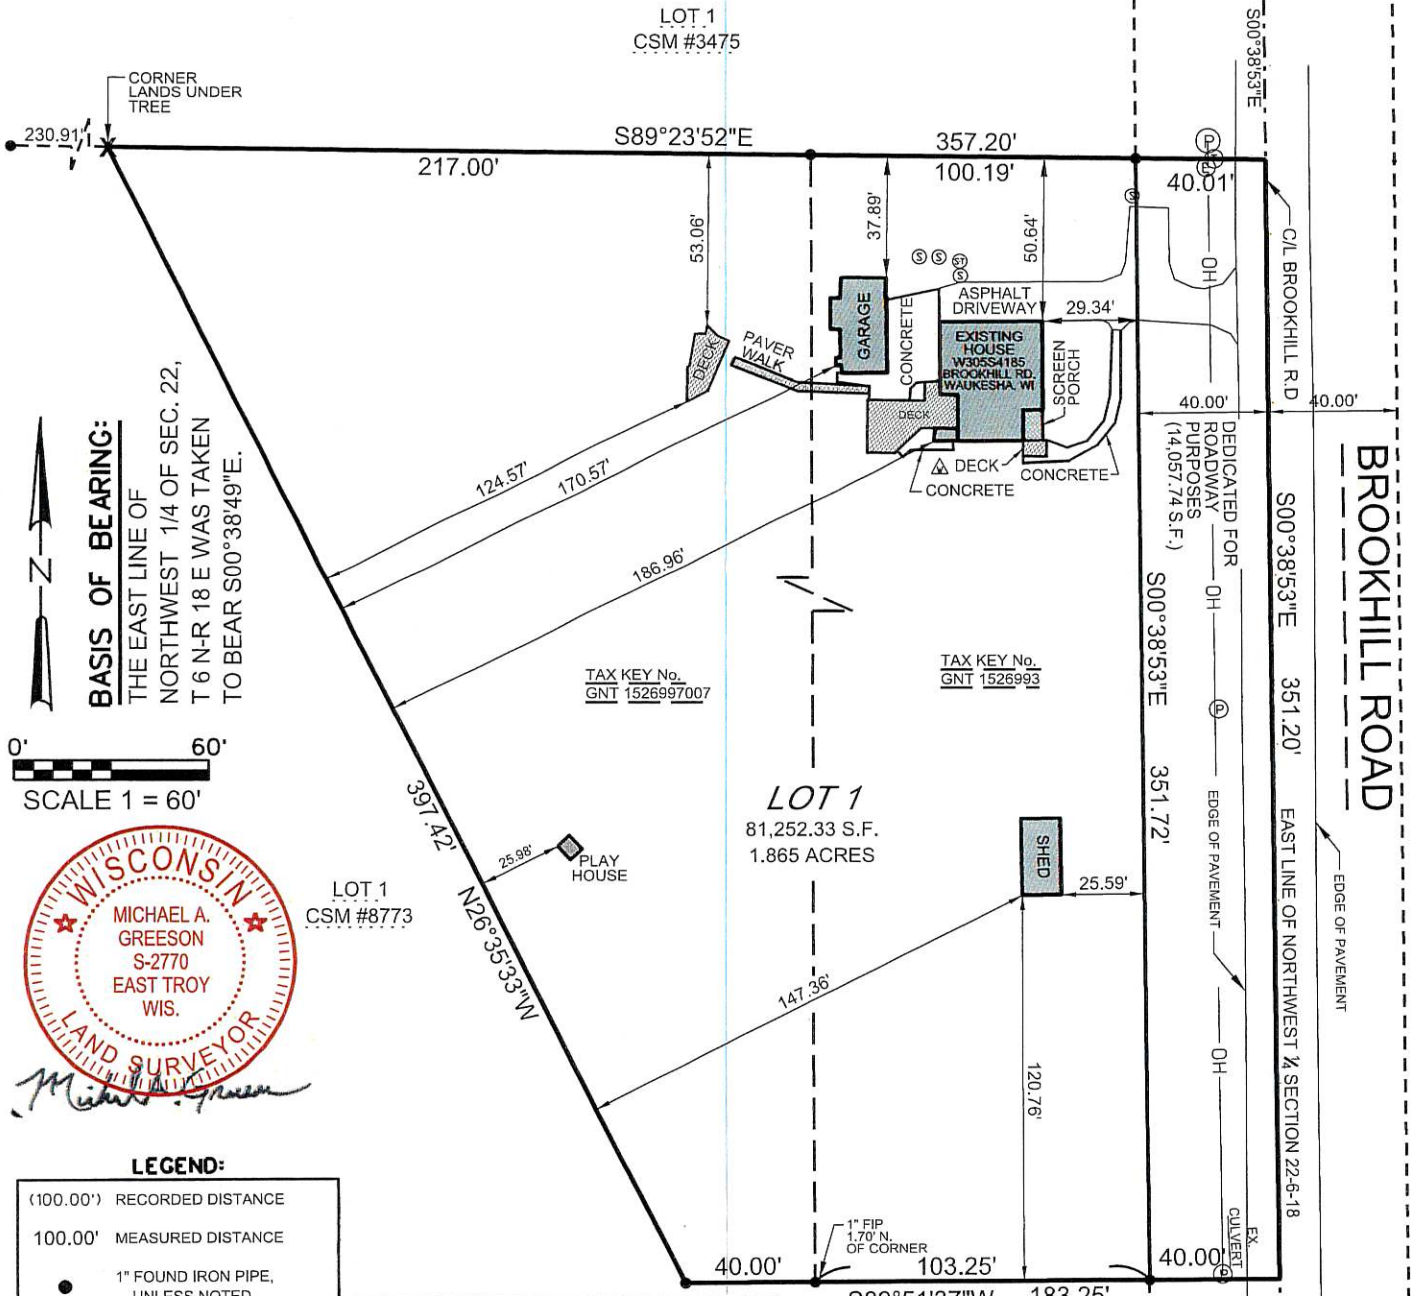 LOT 1
CSM #3475
S00°38'53"E
CORNER
LANDS UNDER
TREE
230.91'
S89°23'52"E
357.20'
217.00'
100.19'
40.01'
P
P
S
53.06'
37.89'
50.64'
OH
C/L BROOKHILL R.D
S
S
ST
S
ASPHALT
DRIVEWAY
29.34'
GARAGE
CONCRETE
EXISTING
HOUSE
W305S4185
BROOKHILL RD.
WAUKESHA. WI
SCREEN
PORCH
DECK
PAVER
WALK
DECK
DECK
CONCRETE
CONCRETE
40.00'
40.00'
DEDICATED FOR
ROADWAY
PURPOSES
(14,057.74 S.F.)
BROOKHILL ROAD
N
BASIS OF BEARING:
THE EAST LINE OF
NORTHWEST 1/4 OF SEC. 22,
T 6 N-R 18 E WAS TAKEN
TO BEAR S00°38'49"E.
124.57'
170.57'
186.96'
OH
S00°38'53"E
351.72'
S00°38'53"E
351.20'
EAST LINE OF NORTHWEST ¼ SECTION 22-6-18
TAX KEY No.
GNT 1526997007
TAX KEY No.
GNT 1526993
P
0'
60'
SCALE 1 = 60'
397.42'
N26°35'33"W
LOT 1
81,252.33 S.F.
1.865 ACRES
EDGE OF PAVEMENT
EDGE OF PAVEMENT
25.98'
PLAY
HOUSE
SHED
25.59'
LOT 1
CSM #8773
WISCONSIN
MICHAEL A.
GREESON
S-2770
EAST TROY
WIS.
LAND SURVEYOR
147.36'
120.76'
OH
LEGEND:
(100.00') RECORDED DISTANCE
100.00' MEASURED DISTANCE
1" FOUND IRON PIPE,
UNLESS NOTED
1" FIP
1.70' N.
OF CORNER
EX.
CULVERT
P
40.00'
103.25'
40.00'
183.25'